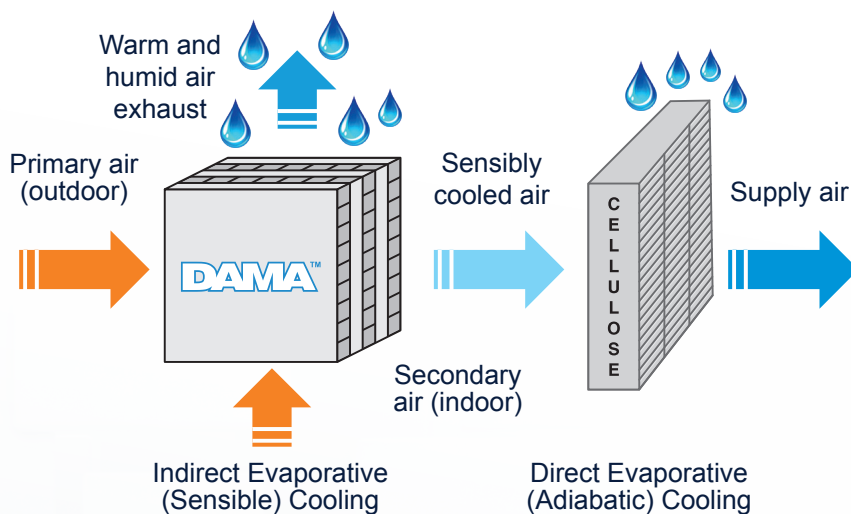 Warm and
humid air
exhaust
Primary air
(outdoor)
Sensibly
cooled air
Supply air
DAMA™
CELLULOSE
Secondary
air (indoor)
Indirect Evaporative
(Sensible) Cooling
Direct Evaporative
(Adiabatic) Cooling